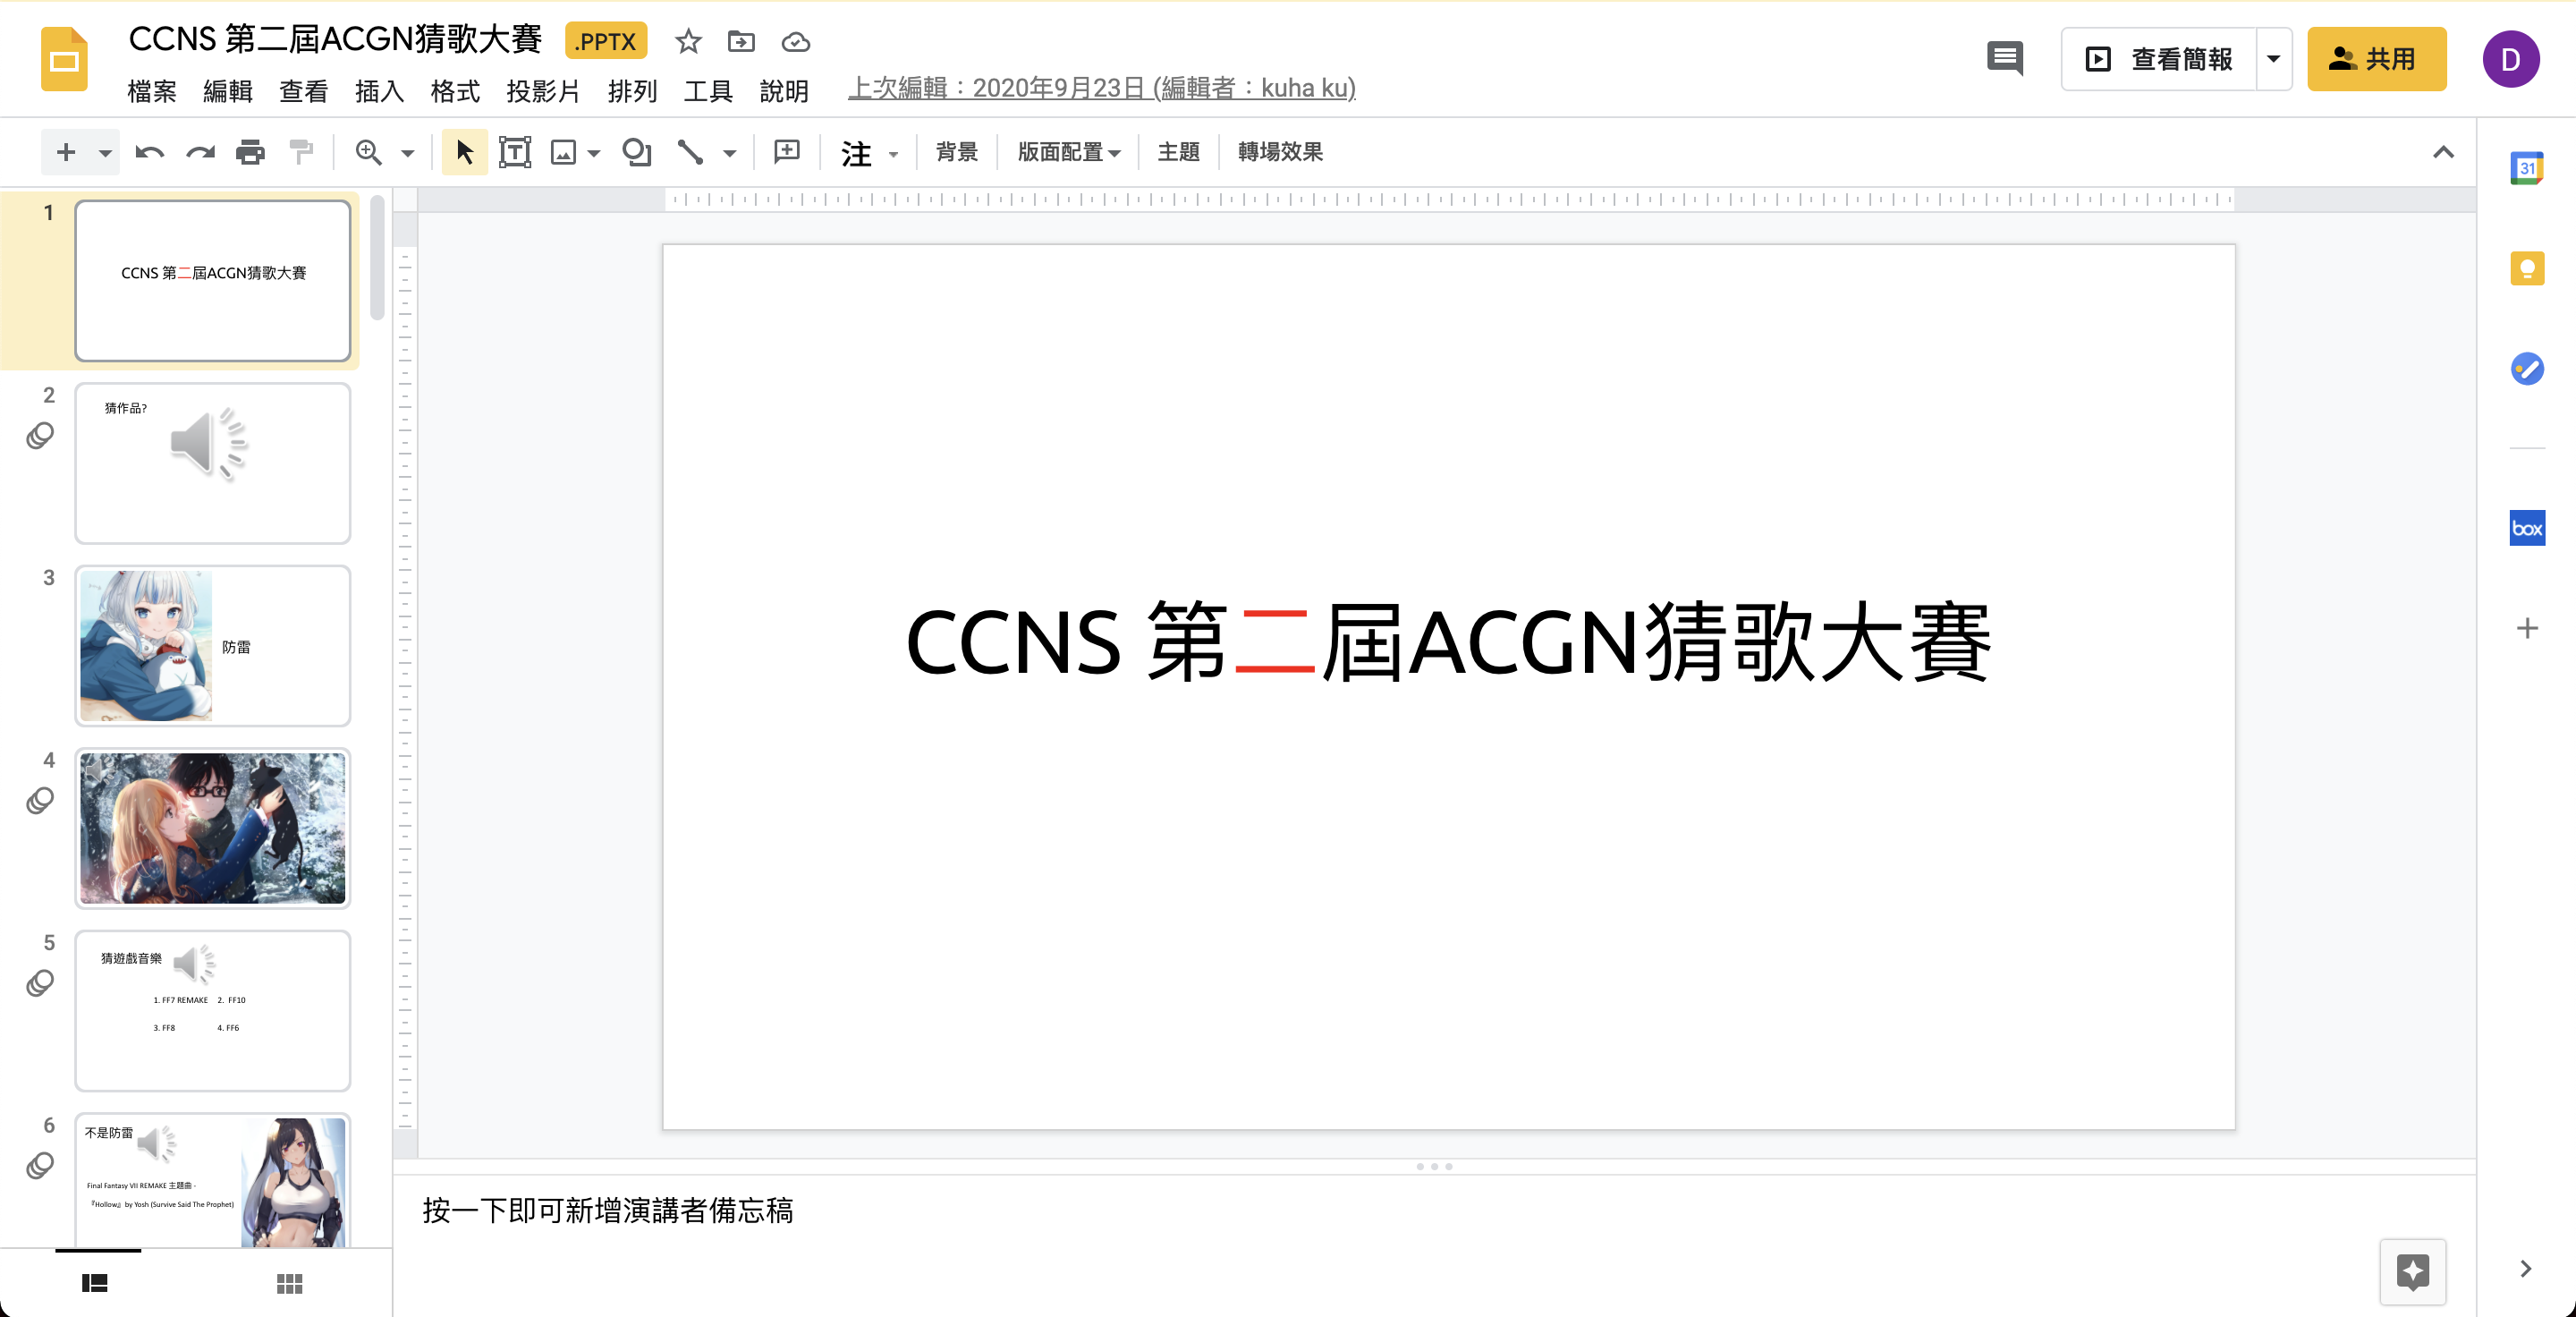 CCNS 第二屆ACGN猜歌大賽 .PPTX
檔案 編輯 查看 插入 格式 投影片 排列 工具 說明 上次編輯：2020年9月23日 (編輯者：kuha ku)
查看簡報 共用 D
注 背景 版面配置 主題 轉場效果
31
1
CCNS 第二屆ACGN猜歌大賽
2
猜作品?
3
防雷
4
5
猜遊戲音樂
1. FF7 REMAKE 2. FF10
3. FF8 4. FF6
6
不是防雷
Final Fantasy VII REMAKE 主題曲 -
『Hollow』by Yosh (Survive Said The Prophet)
CCNS 第二屆ACGN猜歌大賽
按一下即可新增演講者備忘稿
box